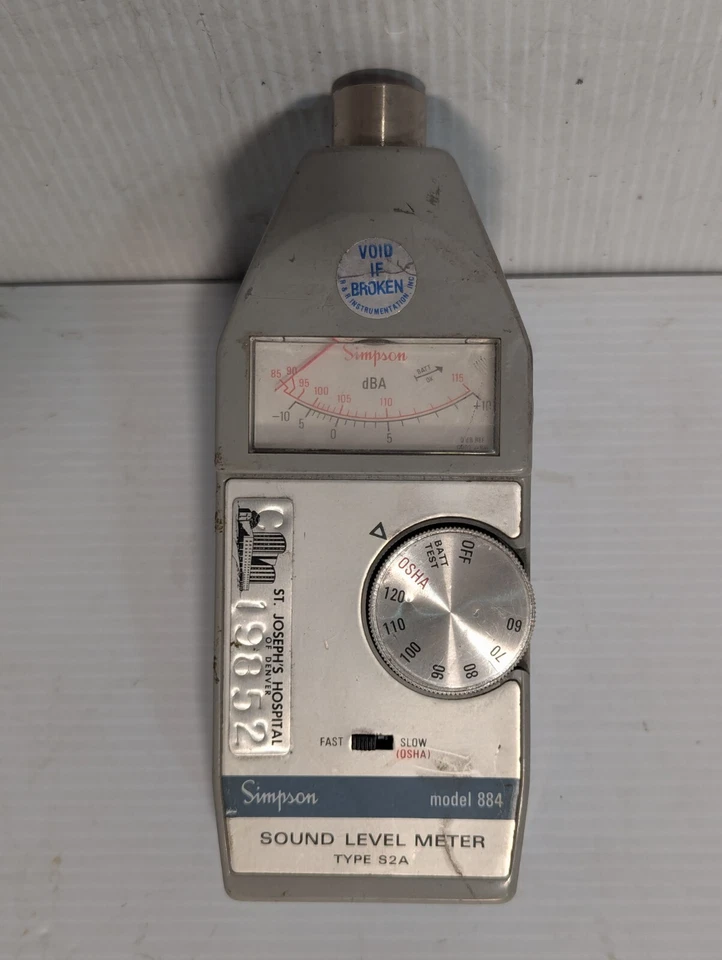 VOID
IF
BROKEN
R & R INSTRUMENTATION, INC
Simpson
dBA
BATT
OK
85 90 95 100 105 110 115
-10 5 0 5 +10
OFF
BATT
TEST
OSHA
120
110
100
90
80
70
60
C
ST. JOSEPH'S HOSPITAL
OF DENVER
19852
FAST
SLOW
(OSHA)
Simpson
model 884
SOUND LEVEL METER
TYPE S2A